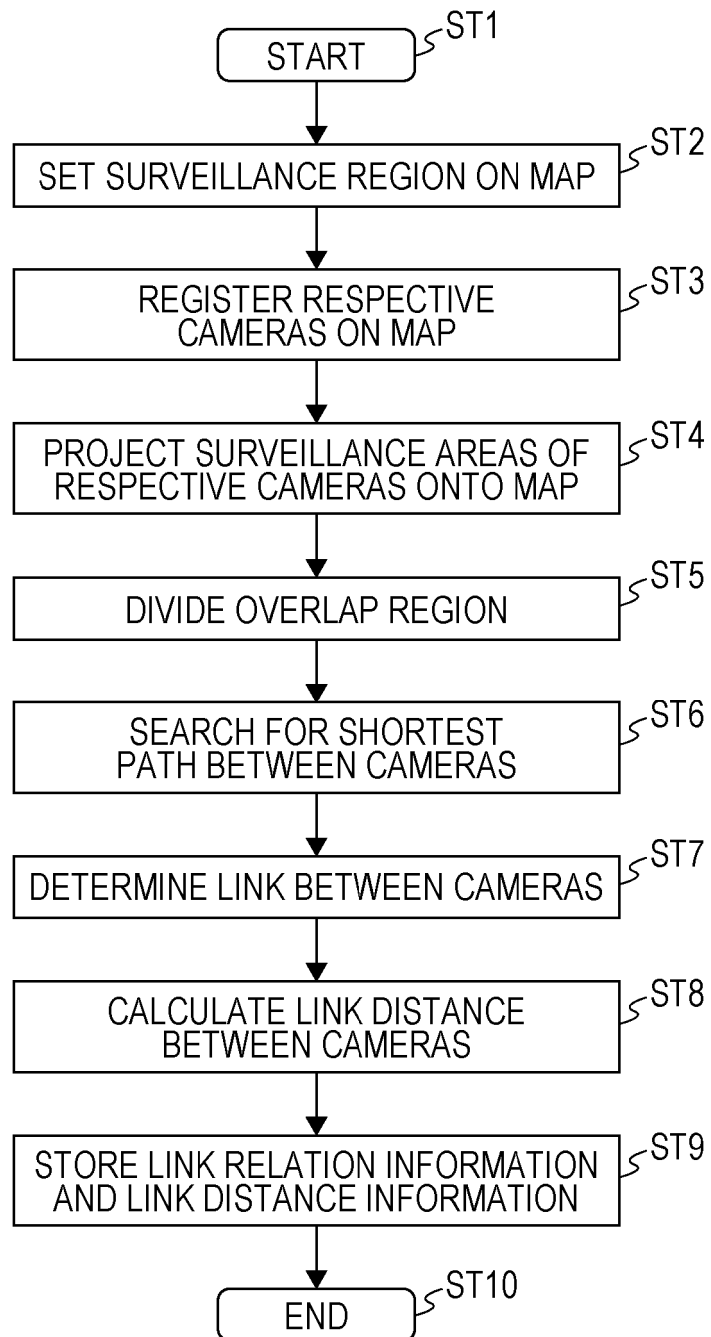 ST1
START
ST2
SET SURVEILLANCE REGION ON MAP
ST3
REGISTER RESPECTIVE
CAMERAS ON MAP
ST4
PROJECT SURVEILLANCE AREAS OF
RESPECTIVE CAMERAS ONTO MAP
ST5
DIVIDE OVERLAP REGION
ST6
SEARCH FOR SHORTEST
PATH BETWEEN CAMERAS
ST7
DETERMINE LINK BETWEEN CAMERAS
ST8
CALCULATE LINK DISTANCE
BETWEEN CAMERAS
ST9
STORE LINK RELATION INFORMATION
AND LINK DISTANCE INFORMATION
ST10
END